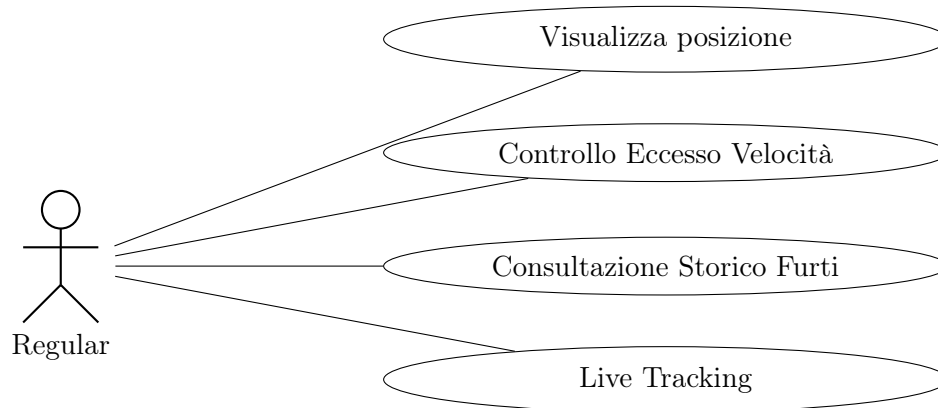 Visualizza posizione
Controllo Eccesso Velocità
Consultazione Storico Furti
Regular
Live Tracking